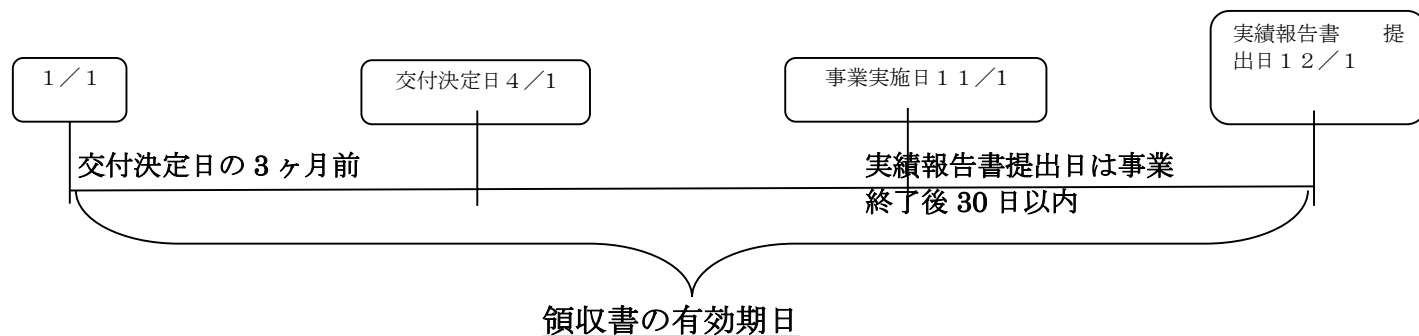 １／１
交付決定日４／1
事業実施日１１／1
実績報告書　　提
出日１２／１
交付決定日の 3 ヶ月前
実績報告書提出日は事業
終了後 30 日以内
領収書の有効期日